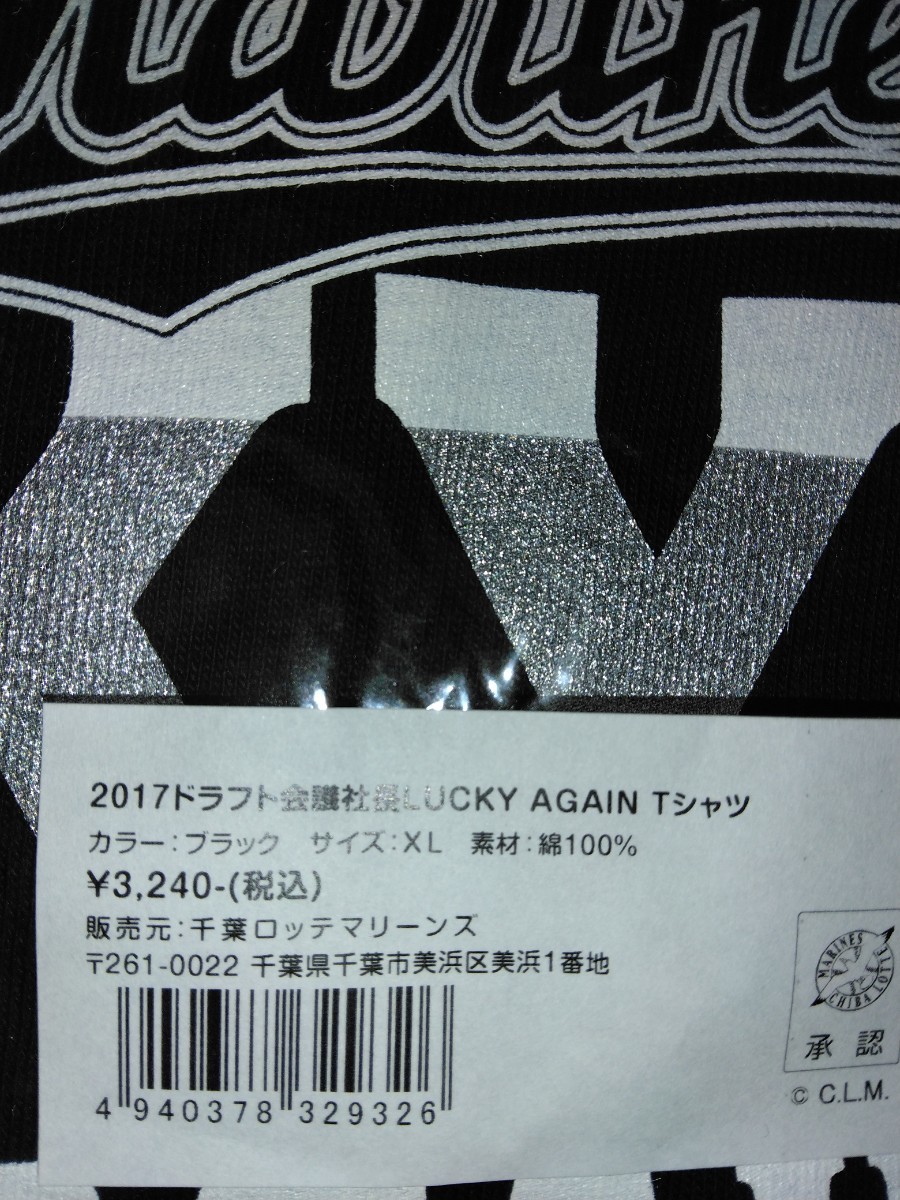 2017ドラフト会議社長LUCKY AGAIN Tシャツ
カラー:ブラック サイズ:XL 素材:綿100%
¥3,240-(税込)
販売元:千葉ロッテマリーンズ
〒261-0022 千葉県千葉市美浜区美浜1番地
4 940378 329326
MARINES
CHIBA LOTTE
承 認
© C.L.M.